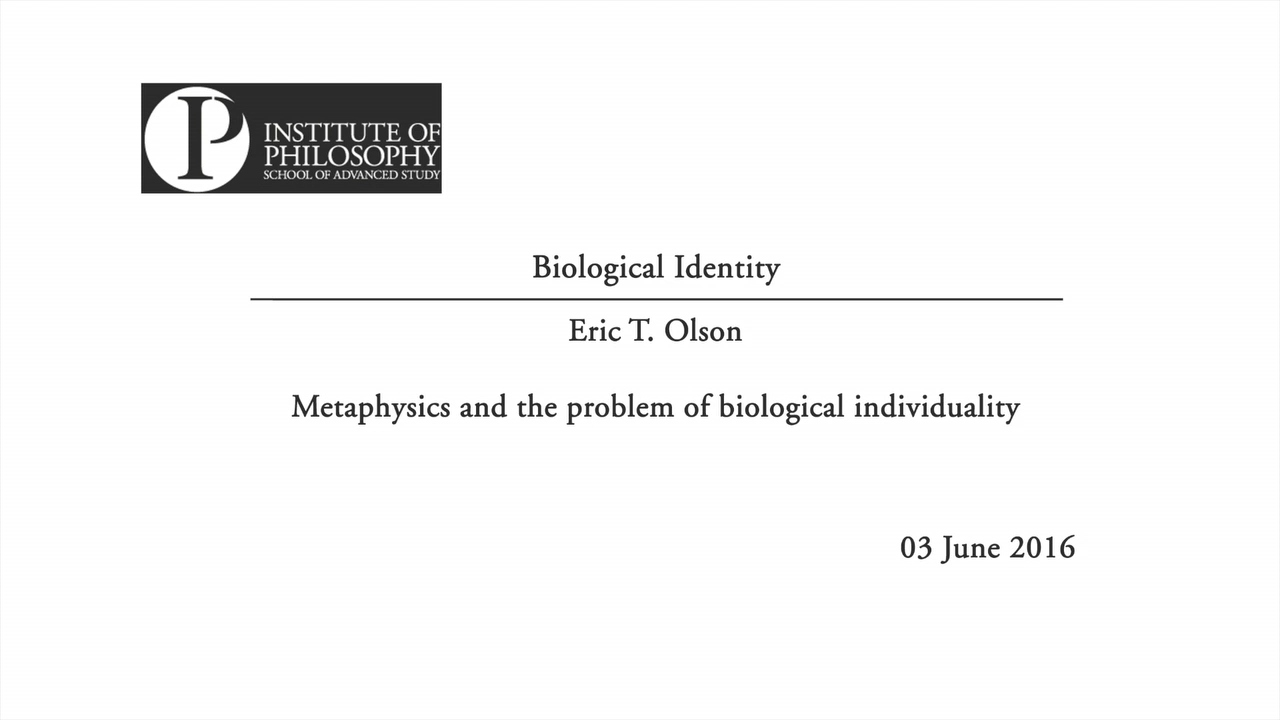 INSTITUTE OF
PHILOSOPHY
SCHOOL OF ADVANCED STUDY
Biological Identity
Eric T. Olson
Metaphysics and the problem of biological individuality
03 June 2016